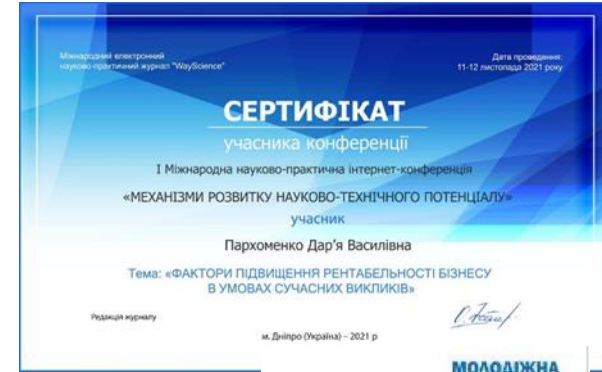 Міжнародний електронний
науково-практичний журнал "WayScience"
Дата проведення:
11-12 листопада 2021 року
СЕРТИФІКАТ
учасника конференції
І Міжнародна науково-практична інтернет-конференція
«МЕХАНІЗМИ РОЗВИТКУ НАУКОВО-ТЕХНІЧНОГО ПОТЕНЦІАЛУ»
учасник
Пархоменко Дар'я Василівна
Тема: «ФАКТОРИ ПІДВИЩЕННЯ РЕНТАБЕЛЬНОСТІ БІЗНЕСУ
В УМОВАХ СУЧАСНИХ ВИКЛИКІВ»
Редакція журналу
м. Дніпро (Україна) – 2021 р
МОЛОДІЖНА